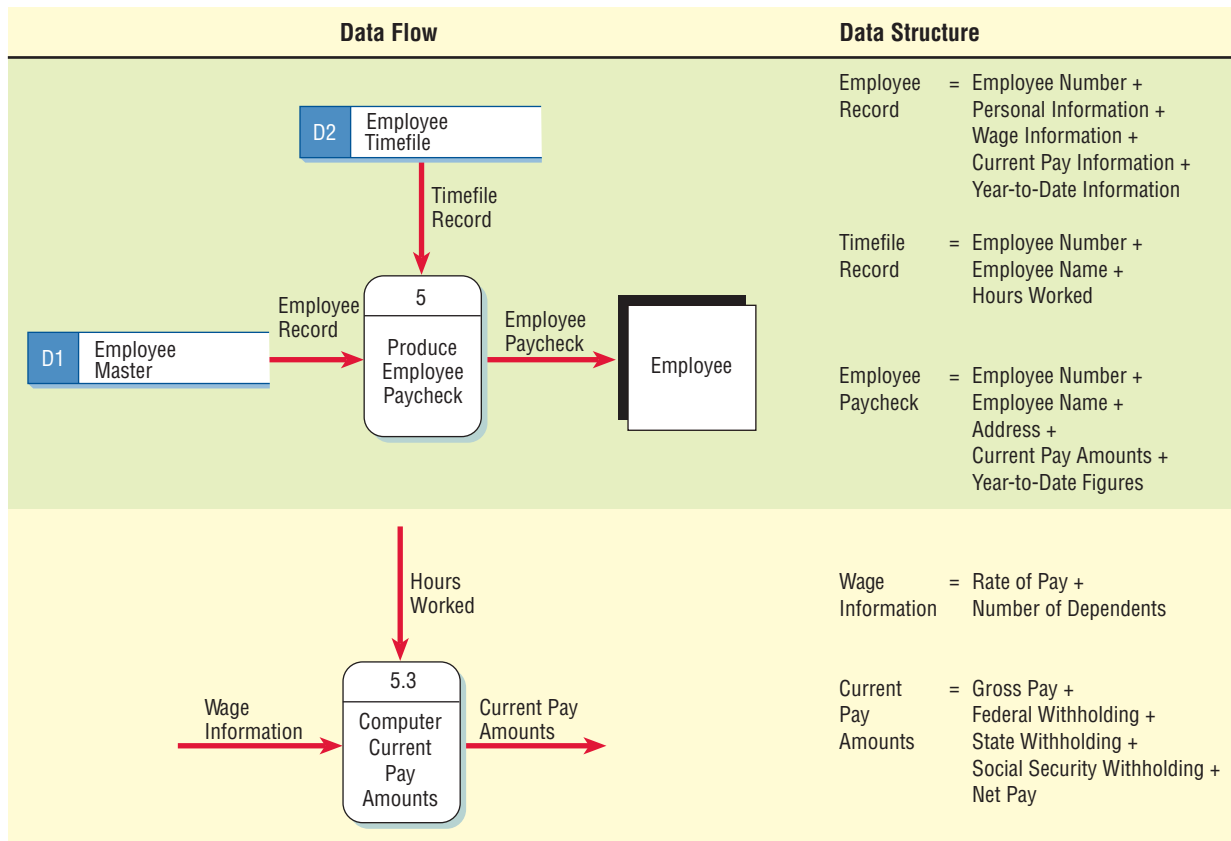 Data Flow
Data Structure
D2
Employee
Timefile
Timefile
Record
D1
Employee
Master
Employee
Record
5
Produce
Employee
Paycheck
Employee
Paycheck
Employee
Employee = Employee Number +
Record Personal Information +
Wage Information +
Current Pay Information +
Year-to-Date Information
Timefile = Employee Number +
Record Employee Name +
Hours Worked
Employee = Employee Number +
Paycheck Employee Name +
Address +
Current Pay Amounts +
Year-to-Date Figures
Hours
Worked
Wage
Information
5.3
Computer
Current
Pay
Amounts
Current Pay
Amounts
Wage = Rate of Pay +
Information Number of Dependents
Current = Gross Pay +
Pay Federal Withholding +
Amounts State Withholding +
Social Security Withholding +
Net Pay